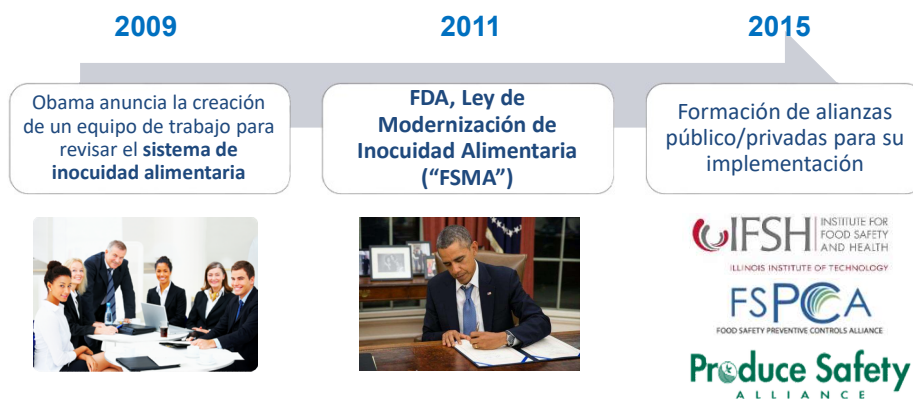 2009
2011
2015
Obama anuncia la creación
de un equipo de trabajo para
revisar el sistema de
inocuidad alimentaria
FDA, Ley de
Modernización de
Inocuidad Alimentaria
(“FSMA”)
Formación de alianzas
público/privadas para su
implementación
IFSH
INSTITUTE FOR
FOOD SAFETY
AND HEALTH
ILLINOIS INSTITUTE OF TECHNOLOGY
FSPCA
FOOD SAFETY PREVENTIVE CONTROLS ALLIANCE
Produce Safety
ALLIANCE